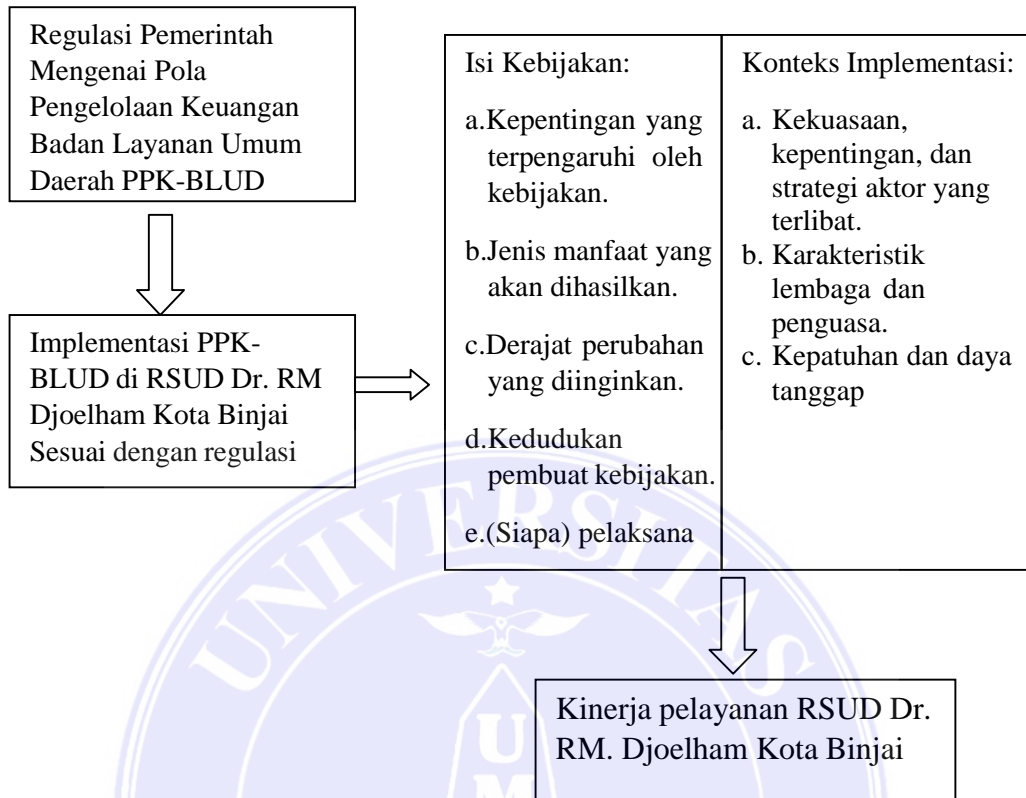 Regulasi Pemerintah
Mengenai Pola
Pengelolaan Keuangan
Badan Layanan Umum
Daerah PPK-BLUD
Implementasi PPK-
BLUD di RSUD Dr. RM
Djoelham Kota Binjai
Sesuai dengan regulasi
Isi Kebijakan:
a.Kepentingan yang
terpengaruhi oleh
kebijakan.
b.Jenis manfaat yang
akan dihasilkan.
c.Derajat perubahan
yang diinginkan.
d.Kedudukan
pembuat kebijakan.
e.(Siapa) pelaksana
Konteks Implementasi:
a. Kekuasaan,
kepentingan, dan
strategi aktor yang
terlibat.
b. Karakteristik
lembaga dan
penguasa.
c. Kepatuhan dan daya
tanggap
Kinerja pelayanan RSUD Dr.
RM. Djoelham Kota Binjai
UNIVERSITAS
U
M